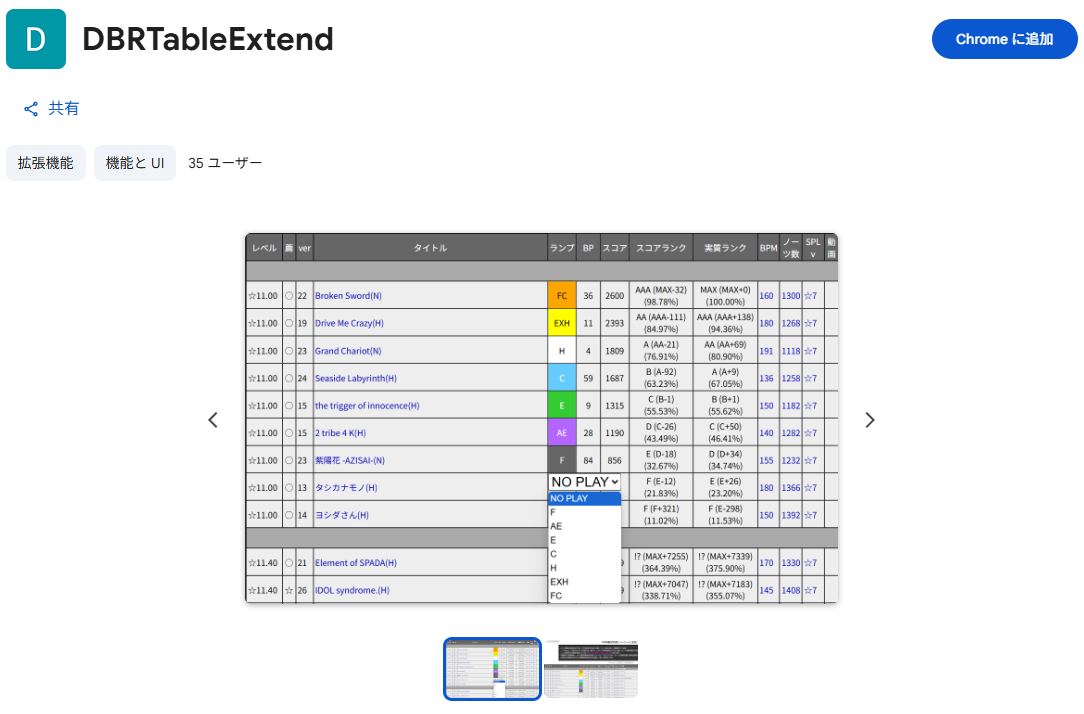 D DBRTableExtend
Chrome に追加
共有
拡張機能 機能と UI 35 ユーザー
レベル 画 ver タイトル ランプ BP スコア スコアランク 実質ランク BPM ノーツ数 SPLv 動画
☆11.00 ○ 22 Broken Sword(N) FC 36 2600 AAA (MAX-32) (98.78%) MAX (MAX+0) (100.00%) 160 1300 ☆7
☆11.00 ○ 19 Drive Me Crazy(H) EXH 11 2393 AA (AAA-111) (84.97%) AAA (AAA+138) (94.36%) 180 1268 ☆7
☆11.00 ○ 23 Grand Chariot(N) H 4 1809 A (AA-21) (76.91%) AA (AA+69) (80.90%) 191 1118 ☆7
☆11.00 ○ 24 Seaside Labyrinth(H) C 59 1687 B (A-92) (63.23%) A (A+9) (67.05%) 136 1258 ☆7
☆11.00 ○ 15 the trigger of innocence(H) E 9 1315 C (B-1) (55.53%) B (B+1) (55.62%) 150 1182 ☆7
☆11.00 ○ 15 2 tribe 4 K(H) AE 28 1190 D (C-26) (43.49%) C (C+50) (46.41%) 140 1282 ☆7
☆11.00 ○ 23 紫陽花 -AZISAI-(N) F 84 856 E (D-18) (32.67%) D (D+34) (34.74%) 155 1232 ☆7
☆11.00 ○ 13 タシカナモノ(H) NO PLAY F (E-12) (21.83%) E (E+26) (23.20%) 180 1366 ☆7
☆11.00 ○ 14 ヨシダさん(H) F (F+321) (11.02%) F (E-298) (11.53%) 150 1392 ☆7
NO PLAY
F
AE
E
C
H
EXH
FC
☆11.40 ○ 21 Element of SPADA(H) 9 !? (MAX+7255) (364.39%) !? (MAX+7339) (375.90%) 170 1330 ☆7
☆11.40 ☆ 26 IDOL syndrome.(H) 9 !? (MAX+7047) (338.71%) !? (MAX+7183) (355.07%) 145 1408 ☆7